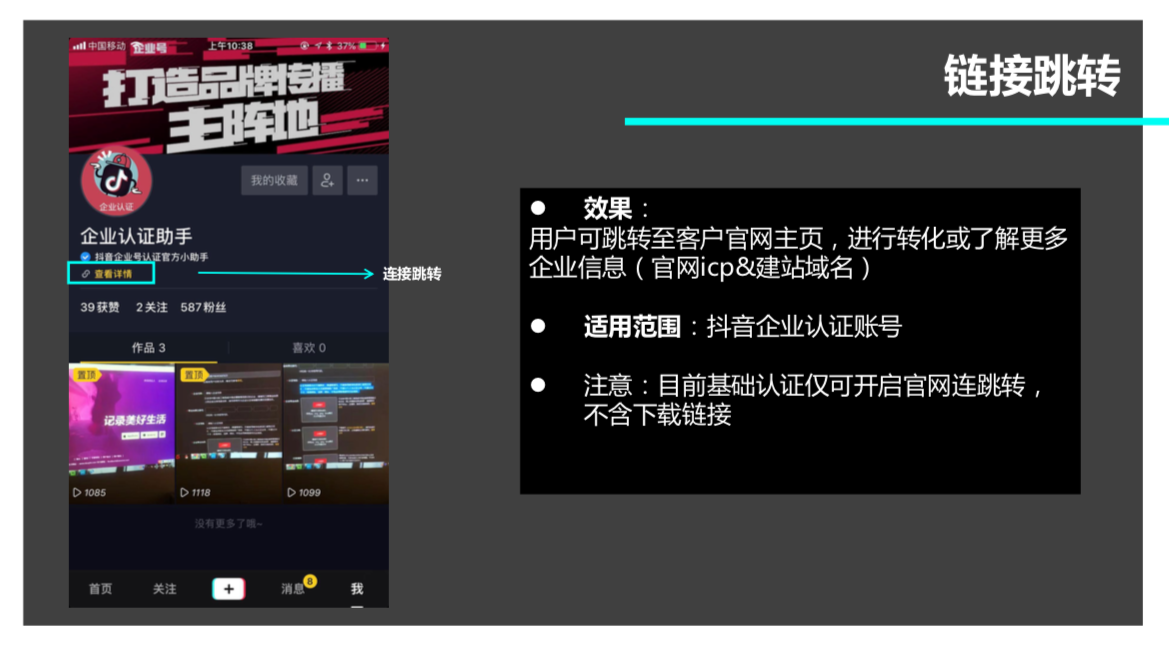 链接跳转
中国移动 企业号 上午10:38 37%
打造品牌专播
主阵地
我的收藏
企业认证
企业认证助手
抖音企业号认证官方小助手
查看详情
连接跳转
39获赞 2关注 587粉丝
作品 3 喜欢 0
置顶 置顶
记录美好生活
1085 1118 1099
没有更多了哦~
首页 关注 + 消息 8 我
● 效果：
用户可跳转至客户官网主页，进行转化或了解更多
企业信息（官网icp&建站域名）
● 适用范围：抖音企业认证账号
● 注意：目前基础认证仅可开启官网连跳转，
不含下载链接